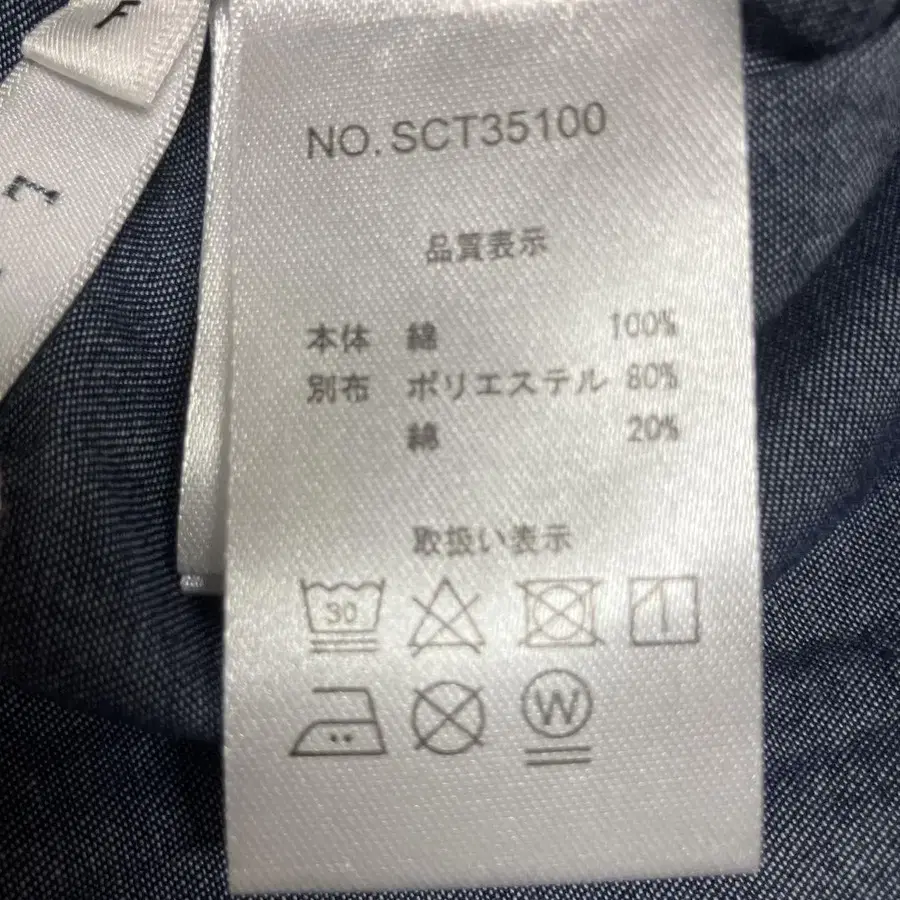 F
NO. SCT35100
品質表示
本体 綿 100%
別布 ポリエステル 80%
綿 20%
取扱い表示
30
W